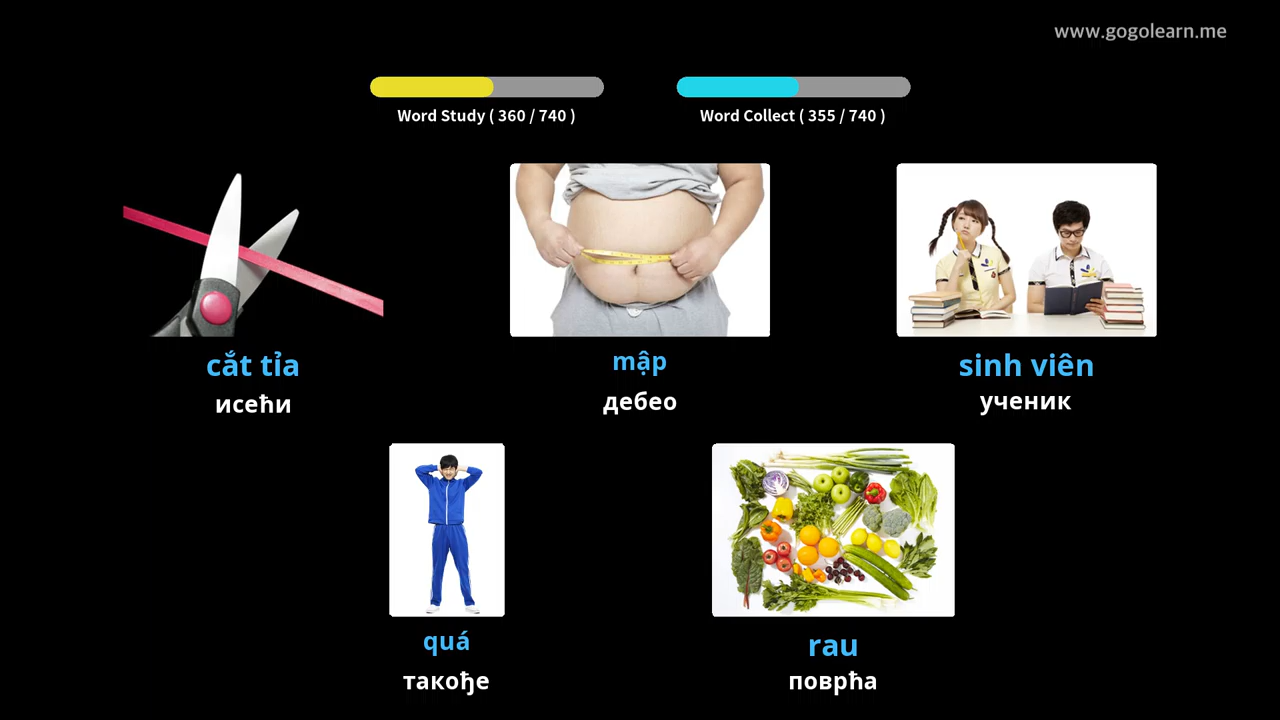 www.gogolearn.me
Word Study ( 360 / 740 )
Word Collect ( 355 / 740 )
cắt tỉa
исећи
mập
дебео
sinh viên
ученик
quá
такође
rau
поврћа